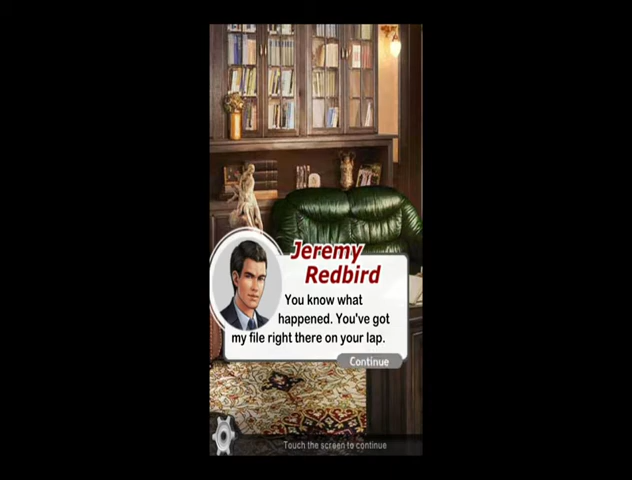 Jeremy
Redbird
You know what
happened. You've got
my file right there on your lap.
Continue
Touch the screen to continue